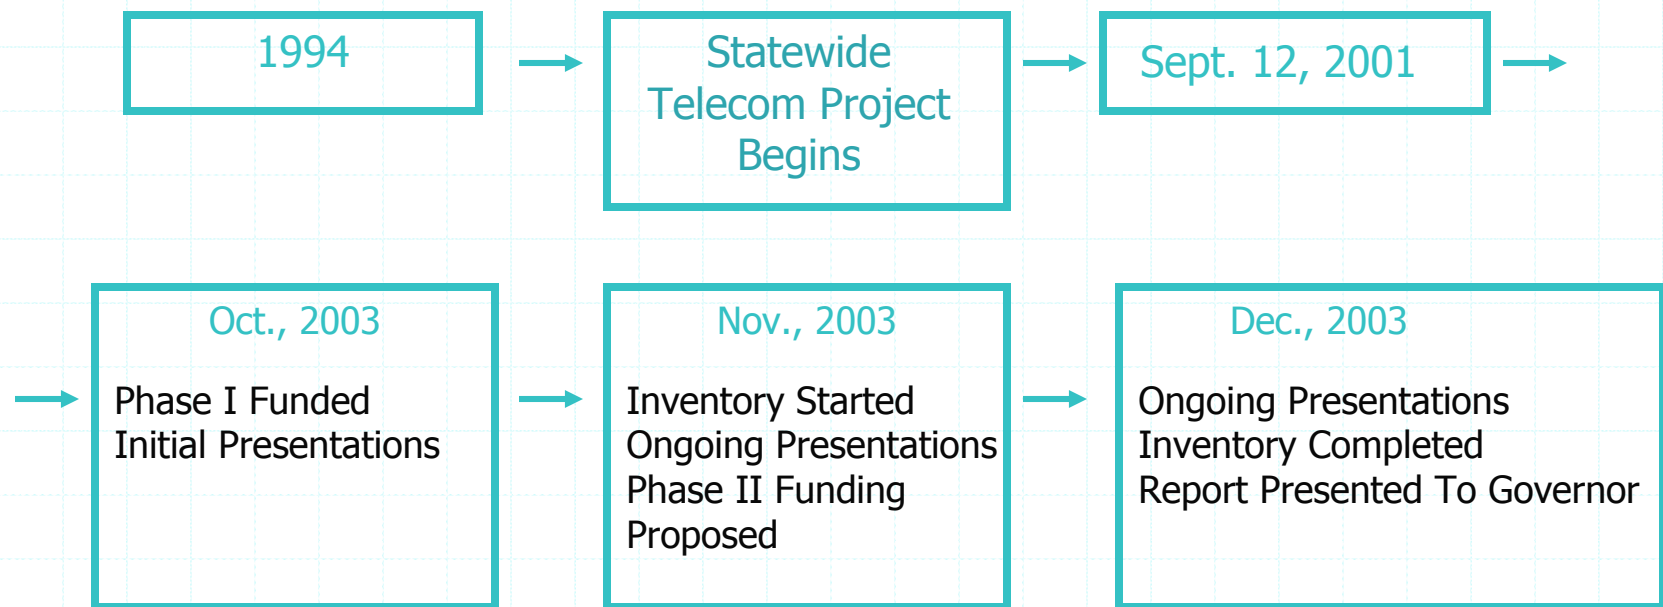 1994
Statewide
Telecom Project
Begins
Sept. 12, 2001
Oct., 2003
Phase I Funded
Initial Presentations
Nov., 2003
Inventory Started
Ongoing Presentations
Phase II Funding
Proposed
Dec., 2003
Ongoing Presentations
Inventory Completed
Report Presented To Governor